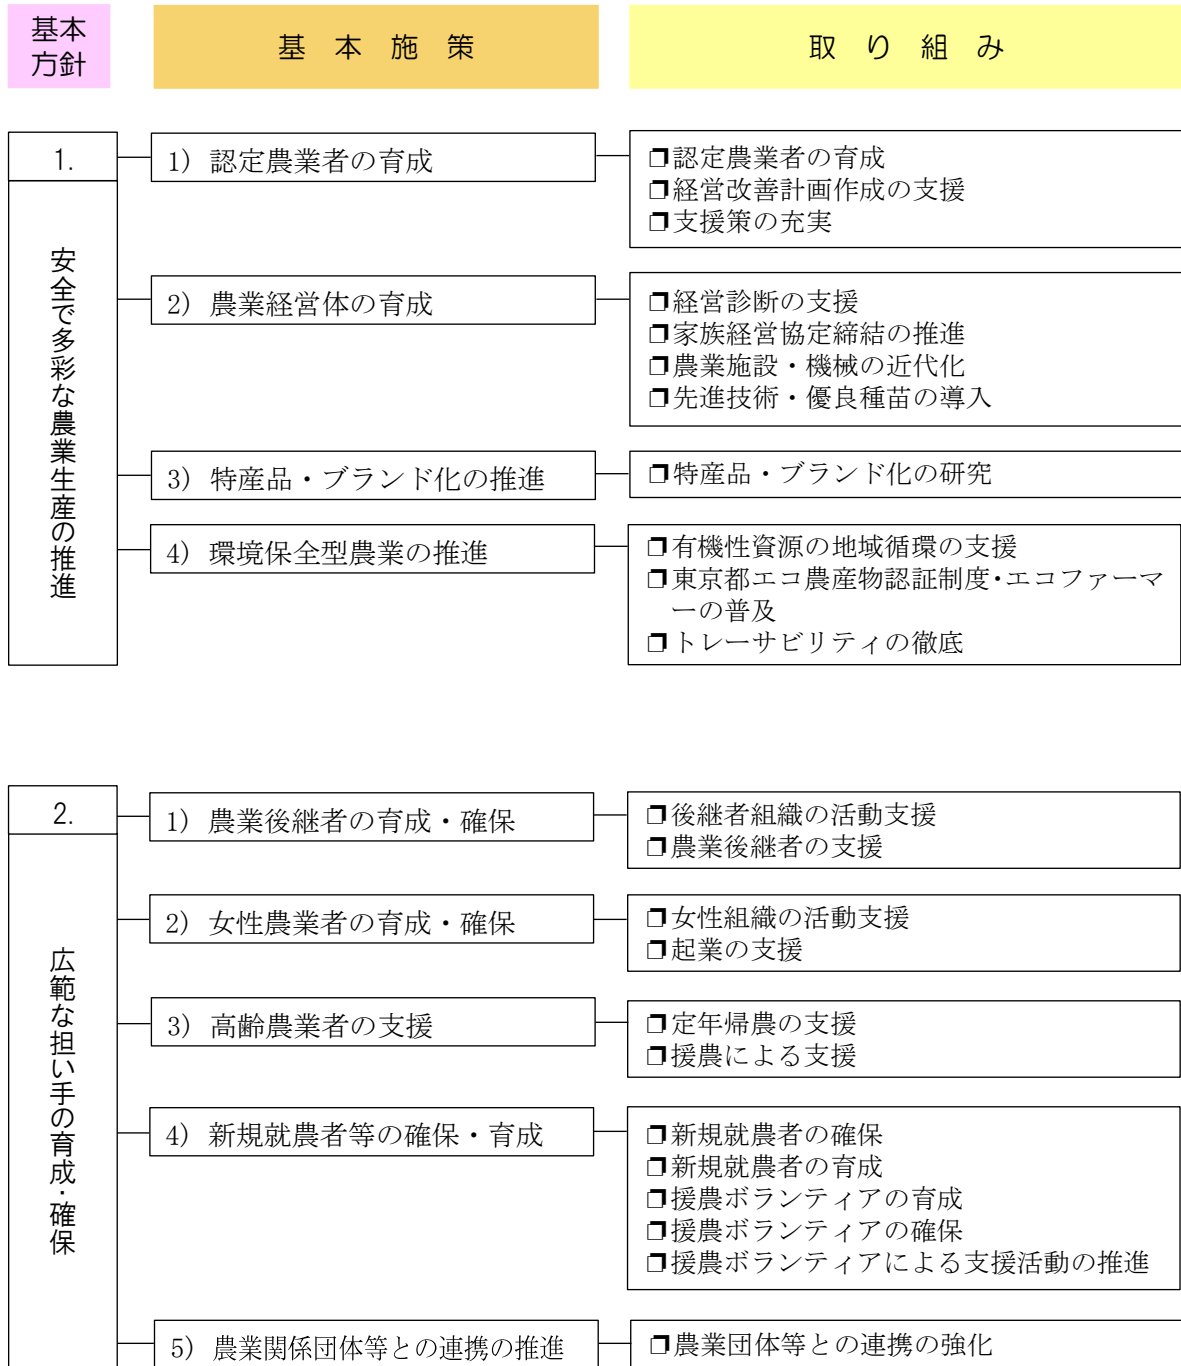 基本
方針
基 本 施 策
取 り 組 み
1.
安全で多彩な農業生産の推進
1) 認定農業者の育成
❒認定農業者の育成
❒経営改善計画作成の支援
❒支援策の充実
2) 農業経営体の育成
❒経営診断の支援
❒家族経営協定締結の推進
❒農業施設・機械の近代化
❒先進技術・優良種苗の導入
3) 特産品・ブランド化の推進
❒特産品・ブランド化の研究
4) 環境保全型農業の推進
❒有機性資源の地域循環の支援
❒東京都エコ農産物認証制度・エコファーマ
ーの普及
❒トレーサビリティの徹底
2.
広範な担い手の育成・確保
1) 農業後継者の育成・確保
❒後継者組織の活動支援
❒農業後継者の支援
2) 女性農業者の育成・確保
❒女性組織の活動支援
❒起業の支援
3) 高齢農業者の支援
❒定年帰農の支援
❒援農による支援
4) 新規就農者等の確保・育成
❒新規就農者の確保
❒新規就農者の育成
❒援農ボランティアの育成
❒援農ボランティアの確保
❒援農ボランティアによる支援活動の推進
5) 農業関係団体等との連携の推進
❒農業団体等との連携の強化